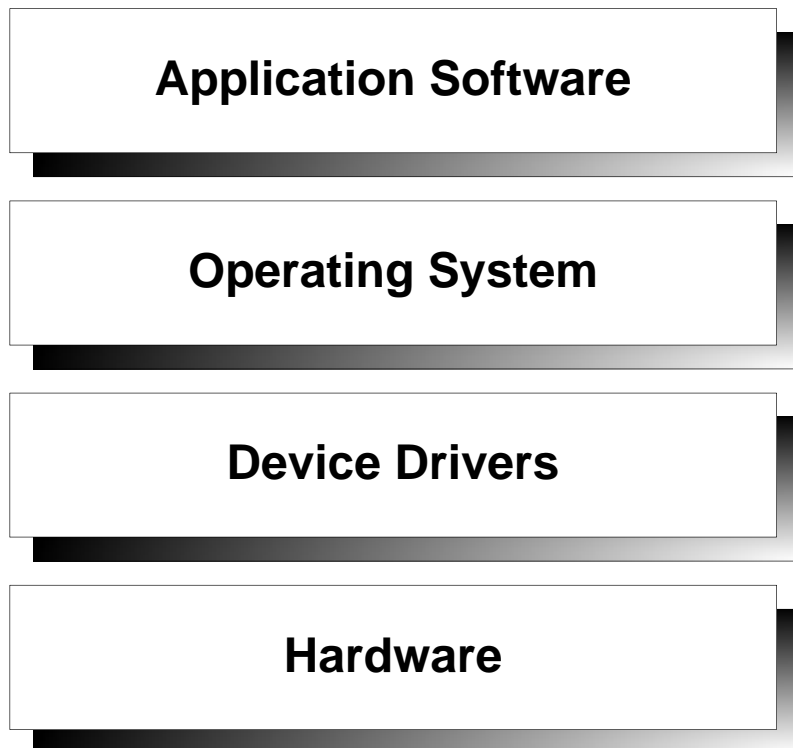 Application Software
Operating System
Device Drivers
Hardware